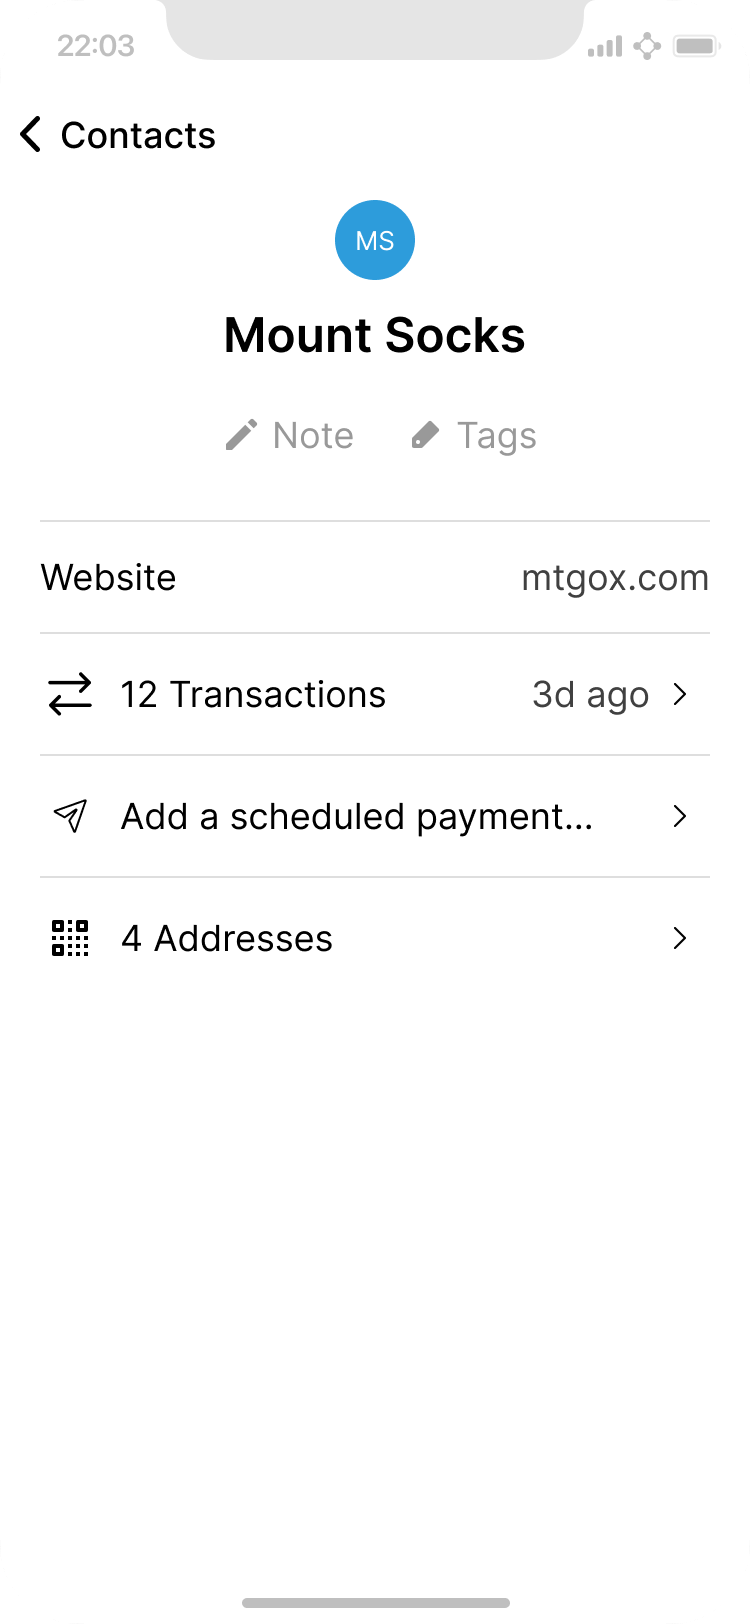 22:03
Contacts
MS
Mount Socks
Note Tags
Website mtgox.com
12 Transactions 3d ago
Add a scheduled payment...
4 Addresses